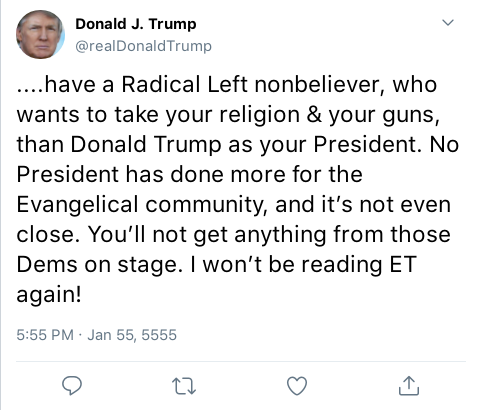 Donald J. Trump
@realDonaldTrump
....have a Radical Left nonbeliever, who
wants to take your religion & your guns,
than Donald Trump as your President. No
President has done more for the
Evangelical community, and it’s not even
close. You’ll not get anything from those
Dems on stage. I won’t be reading ET
again!
5:55 PM · Jan 55, 5555